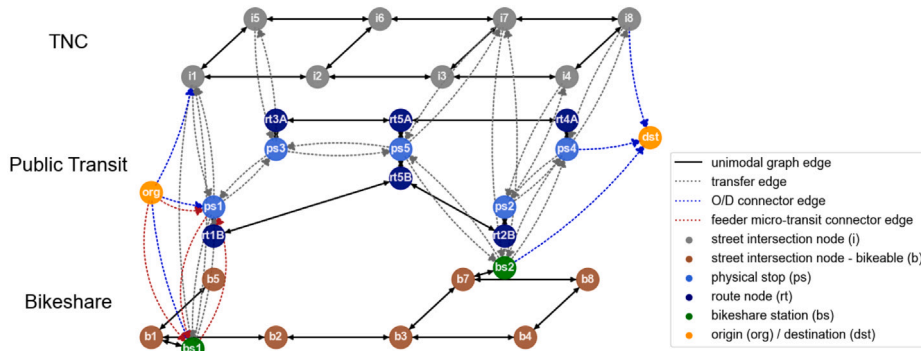 TNC
i5
i6
i7
i8
i1
i2
i3
i4
rt3A
rt5A
rt4A
ps3
ps5
ps4
dst
Public Transit
rt5B
org
ps1
ps2
rt1B
rt2B
bs2
b5
b7
b8
Bikeshare
b1
bs1
b2
b3
b4
unimodal graph edge
transfer edge
O/D connector edge
feeder micro-transit connector edge
street intersection node (i)
street intersection node - bikeable (b)
physical stop (ps)
route node (rt)
bikeshare station (bs)
origin (org) / destination (dst)